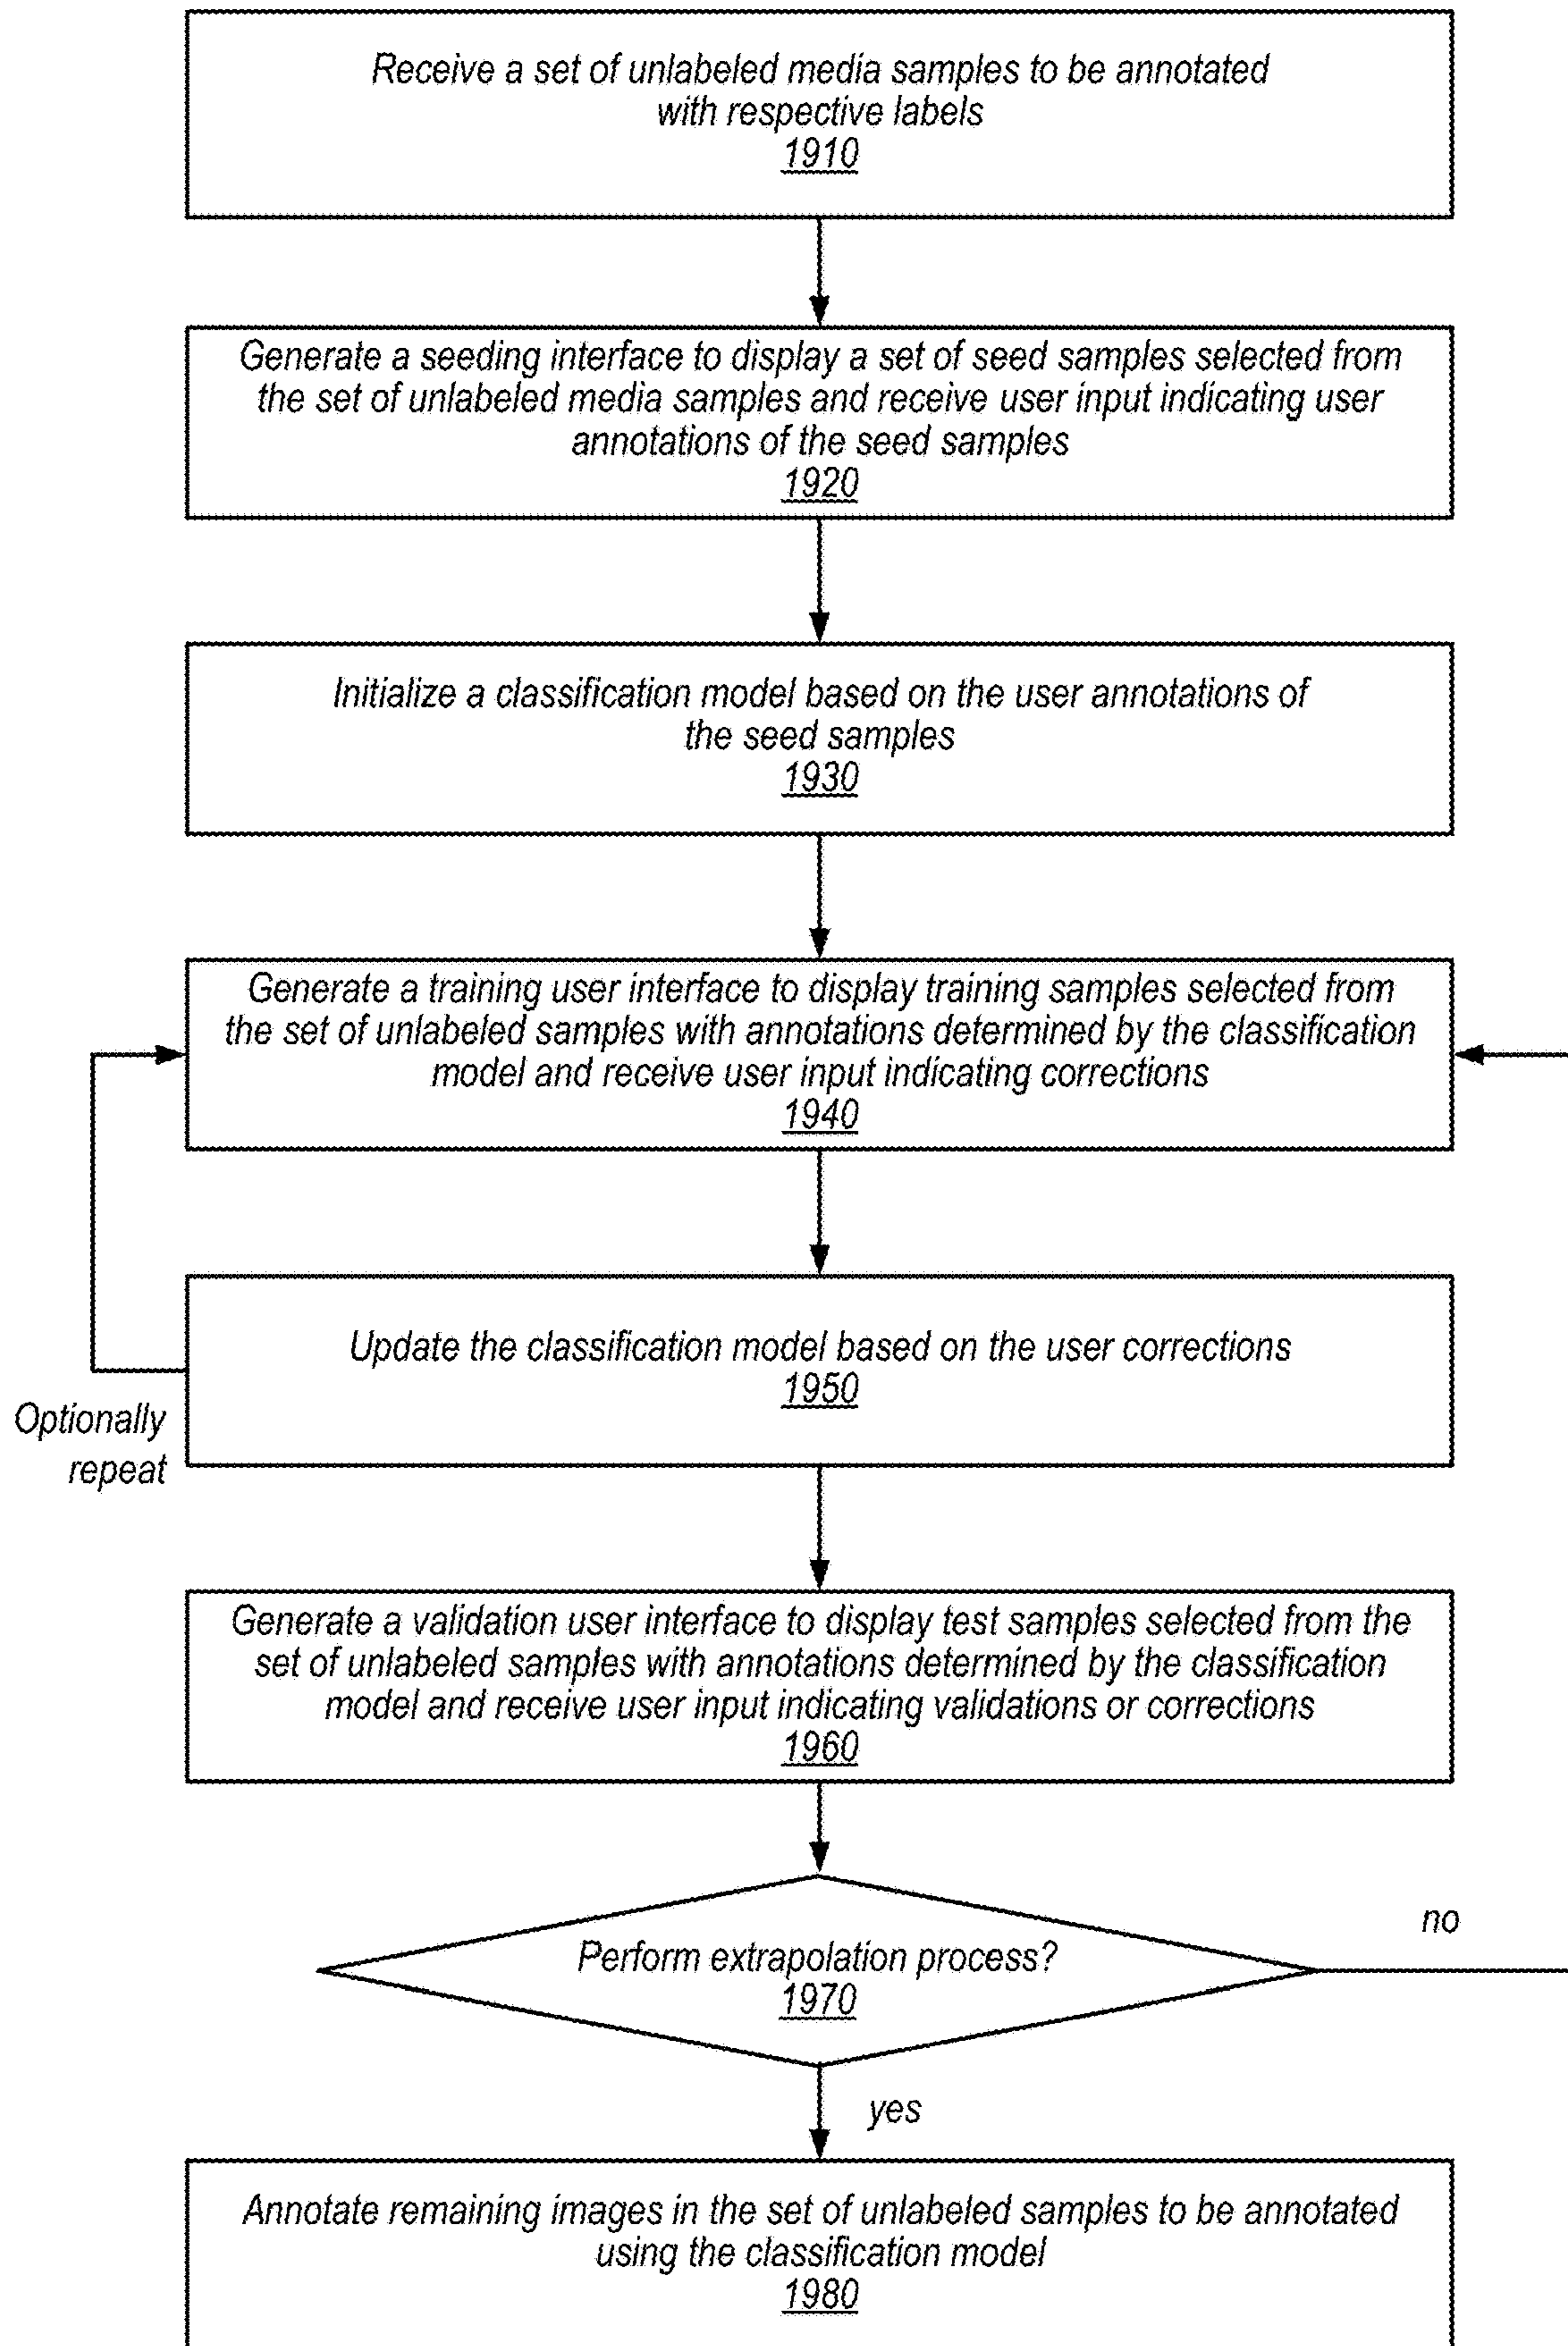 Receive a set of unlabeled media samples to be annotated
with respective labels
1910
Generate a seeding interface to display a set of seed samples selected from
the set of unlabeled media samples and receive user input indicating user
annotations of the seed samples
1920
Initialize a classification model based on the user annotations of
the seed samples
1930
Generate a training user interface to display training samples selected from
the set of unlabeled samples with annotations determined by the classification
model and receive user input indicating corrections
1940
Update the classification model based on the user corrections
1950
Optionally
repeat
Generate a validation user interface to display test samples selected from the
set of unlabeled samples with annotations determined by the classification
model and receive user input indicating validations or corrections
1960
no
Perform extrapolation process?
1970
yes
Annotate remaining images in the set of unlabeled samples to be annotated
using the classification model
1980